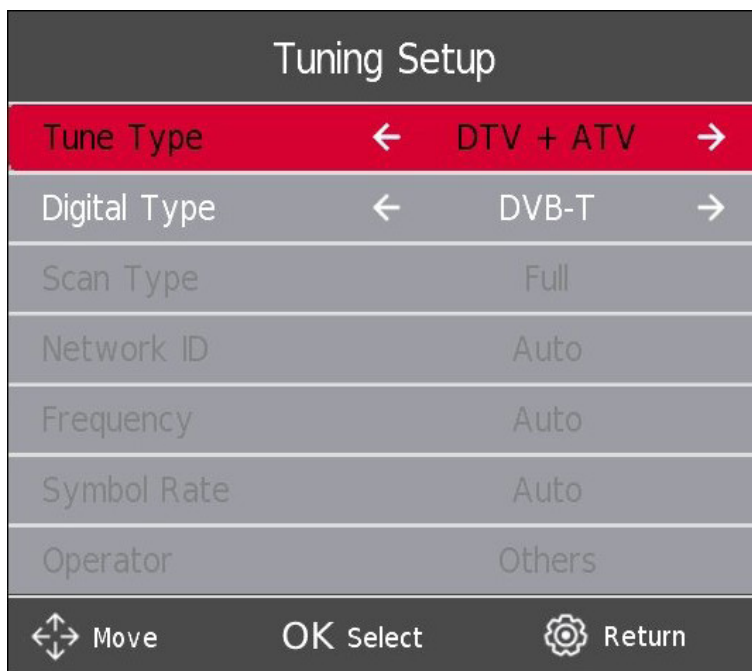 Tuning Setup
Tune Type ← DTV + ATV →
Digital Type ← DVB-T →
Scan Type Full
Network ID Auto
Frequency Auto
Symbol Rate Auto
Operator Others
Move OK Select Return